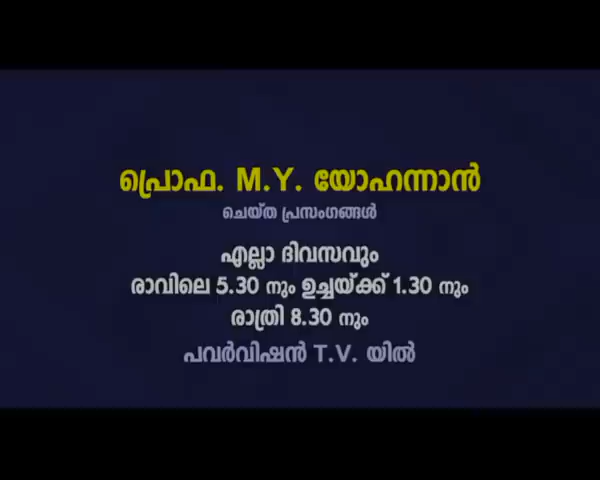 പ്രൊഫ. M.Y. യോഹന്നാൻ
ചെയ്ത പ്രസംഗങ്ങൾ
എല്ലാ ദിവസവും
രാവിലെ 5.30 നും ഉച്ചയ്ക്ക് 1.30 നും
രാത്രി 8.30 നും
പവർവിഷൻ T.V. യിൽ